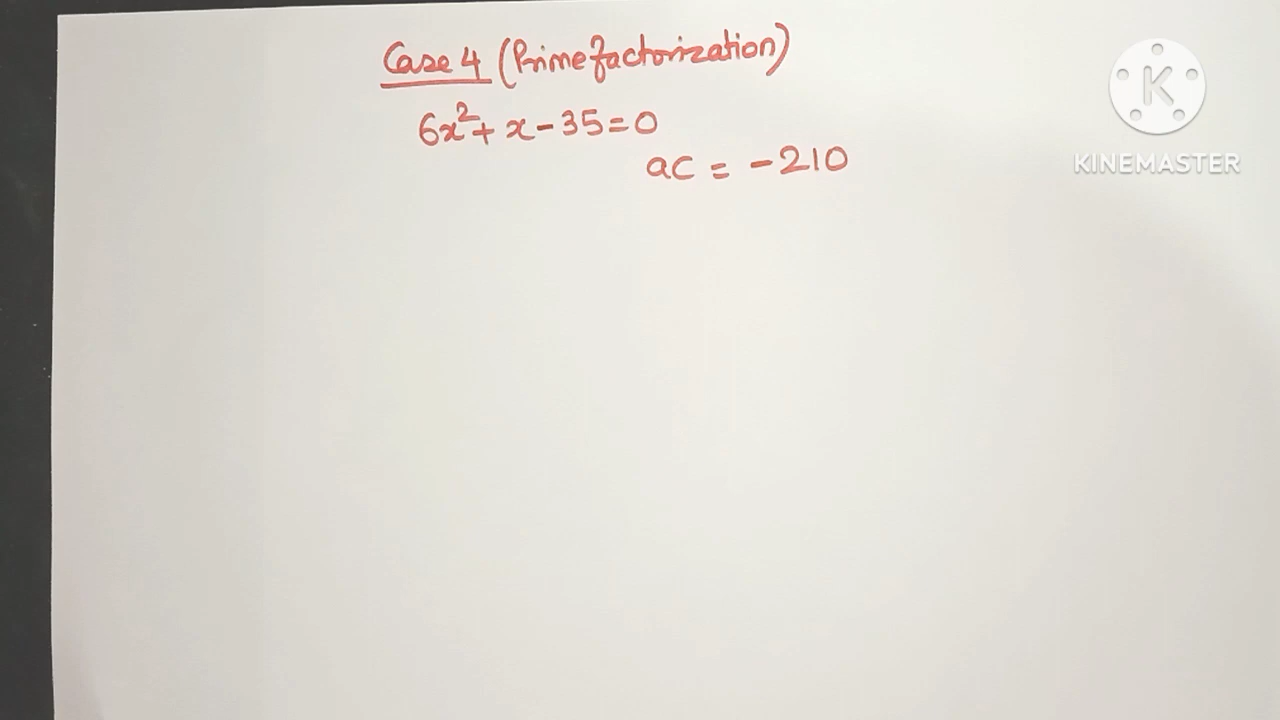 Case 4 (Prime factorization)
6x²+ x - 35 = 0
ac = -210
K
KINEMASTER